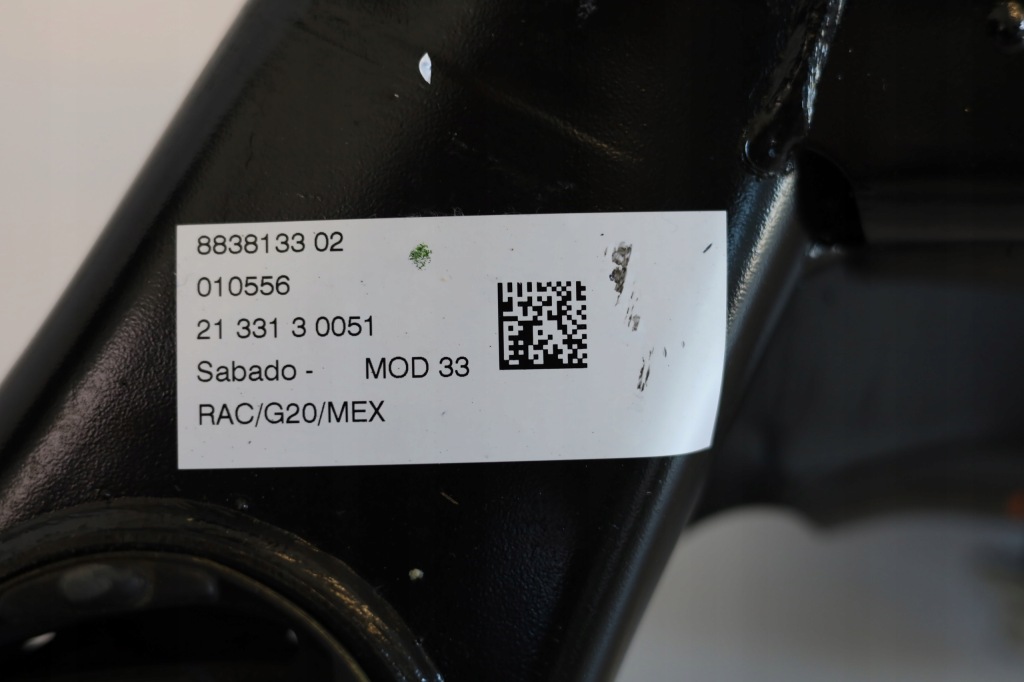 8838133 02
010556
21 331 3 0051
Sabado - MOD 33
RAC/G20/MEX